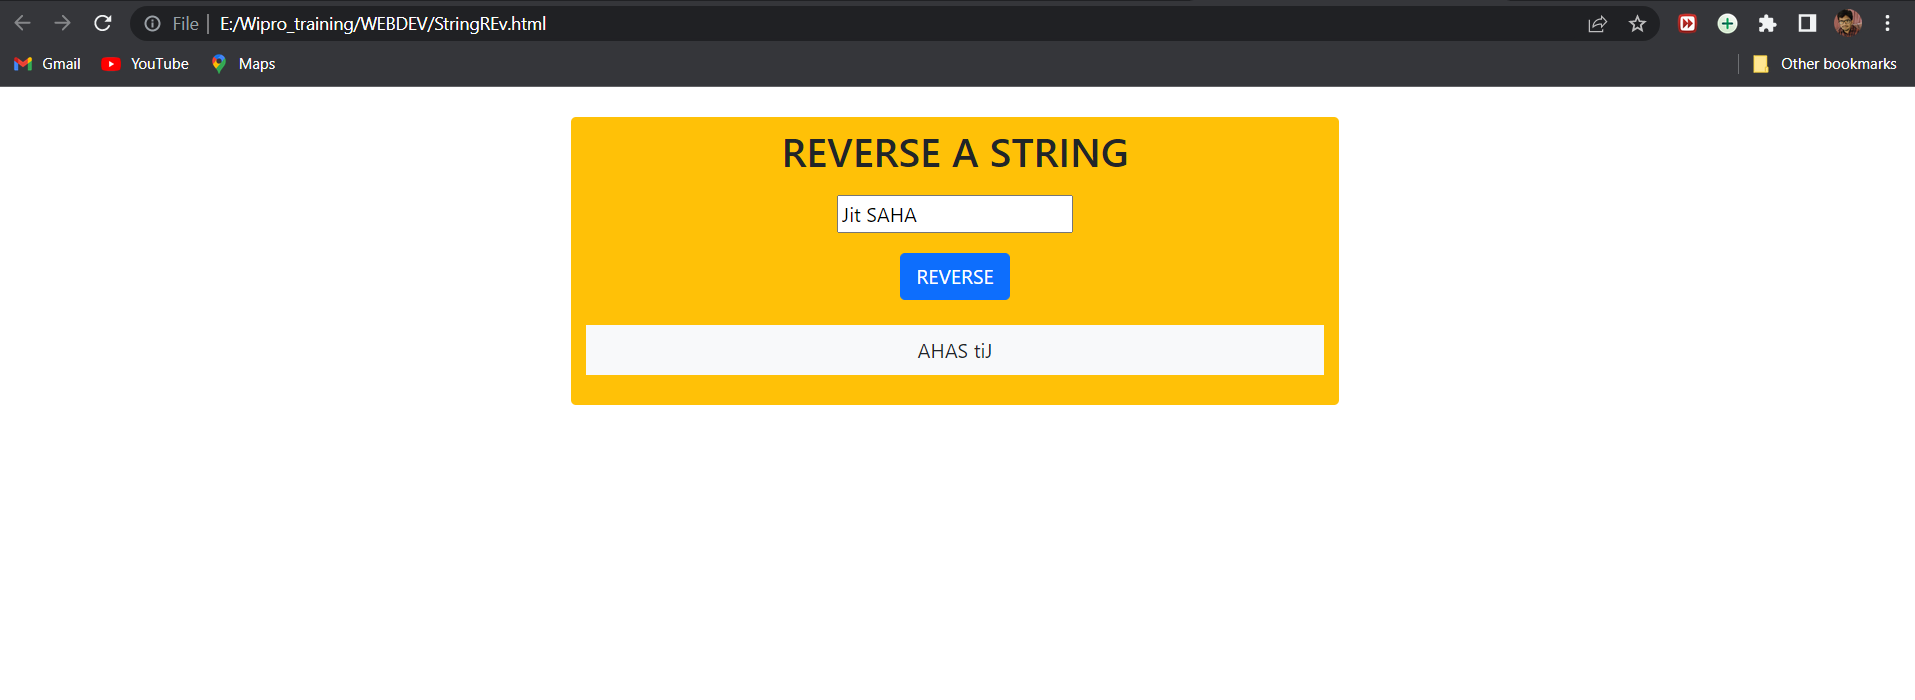 File E:/Wipro_training/WEBDEV/StringREv.html
Gmail YouTube Maps Other bookmarks
REVERSE A STRING
Jit SAHA
REVERSE
AHAS tiJ